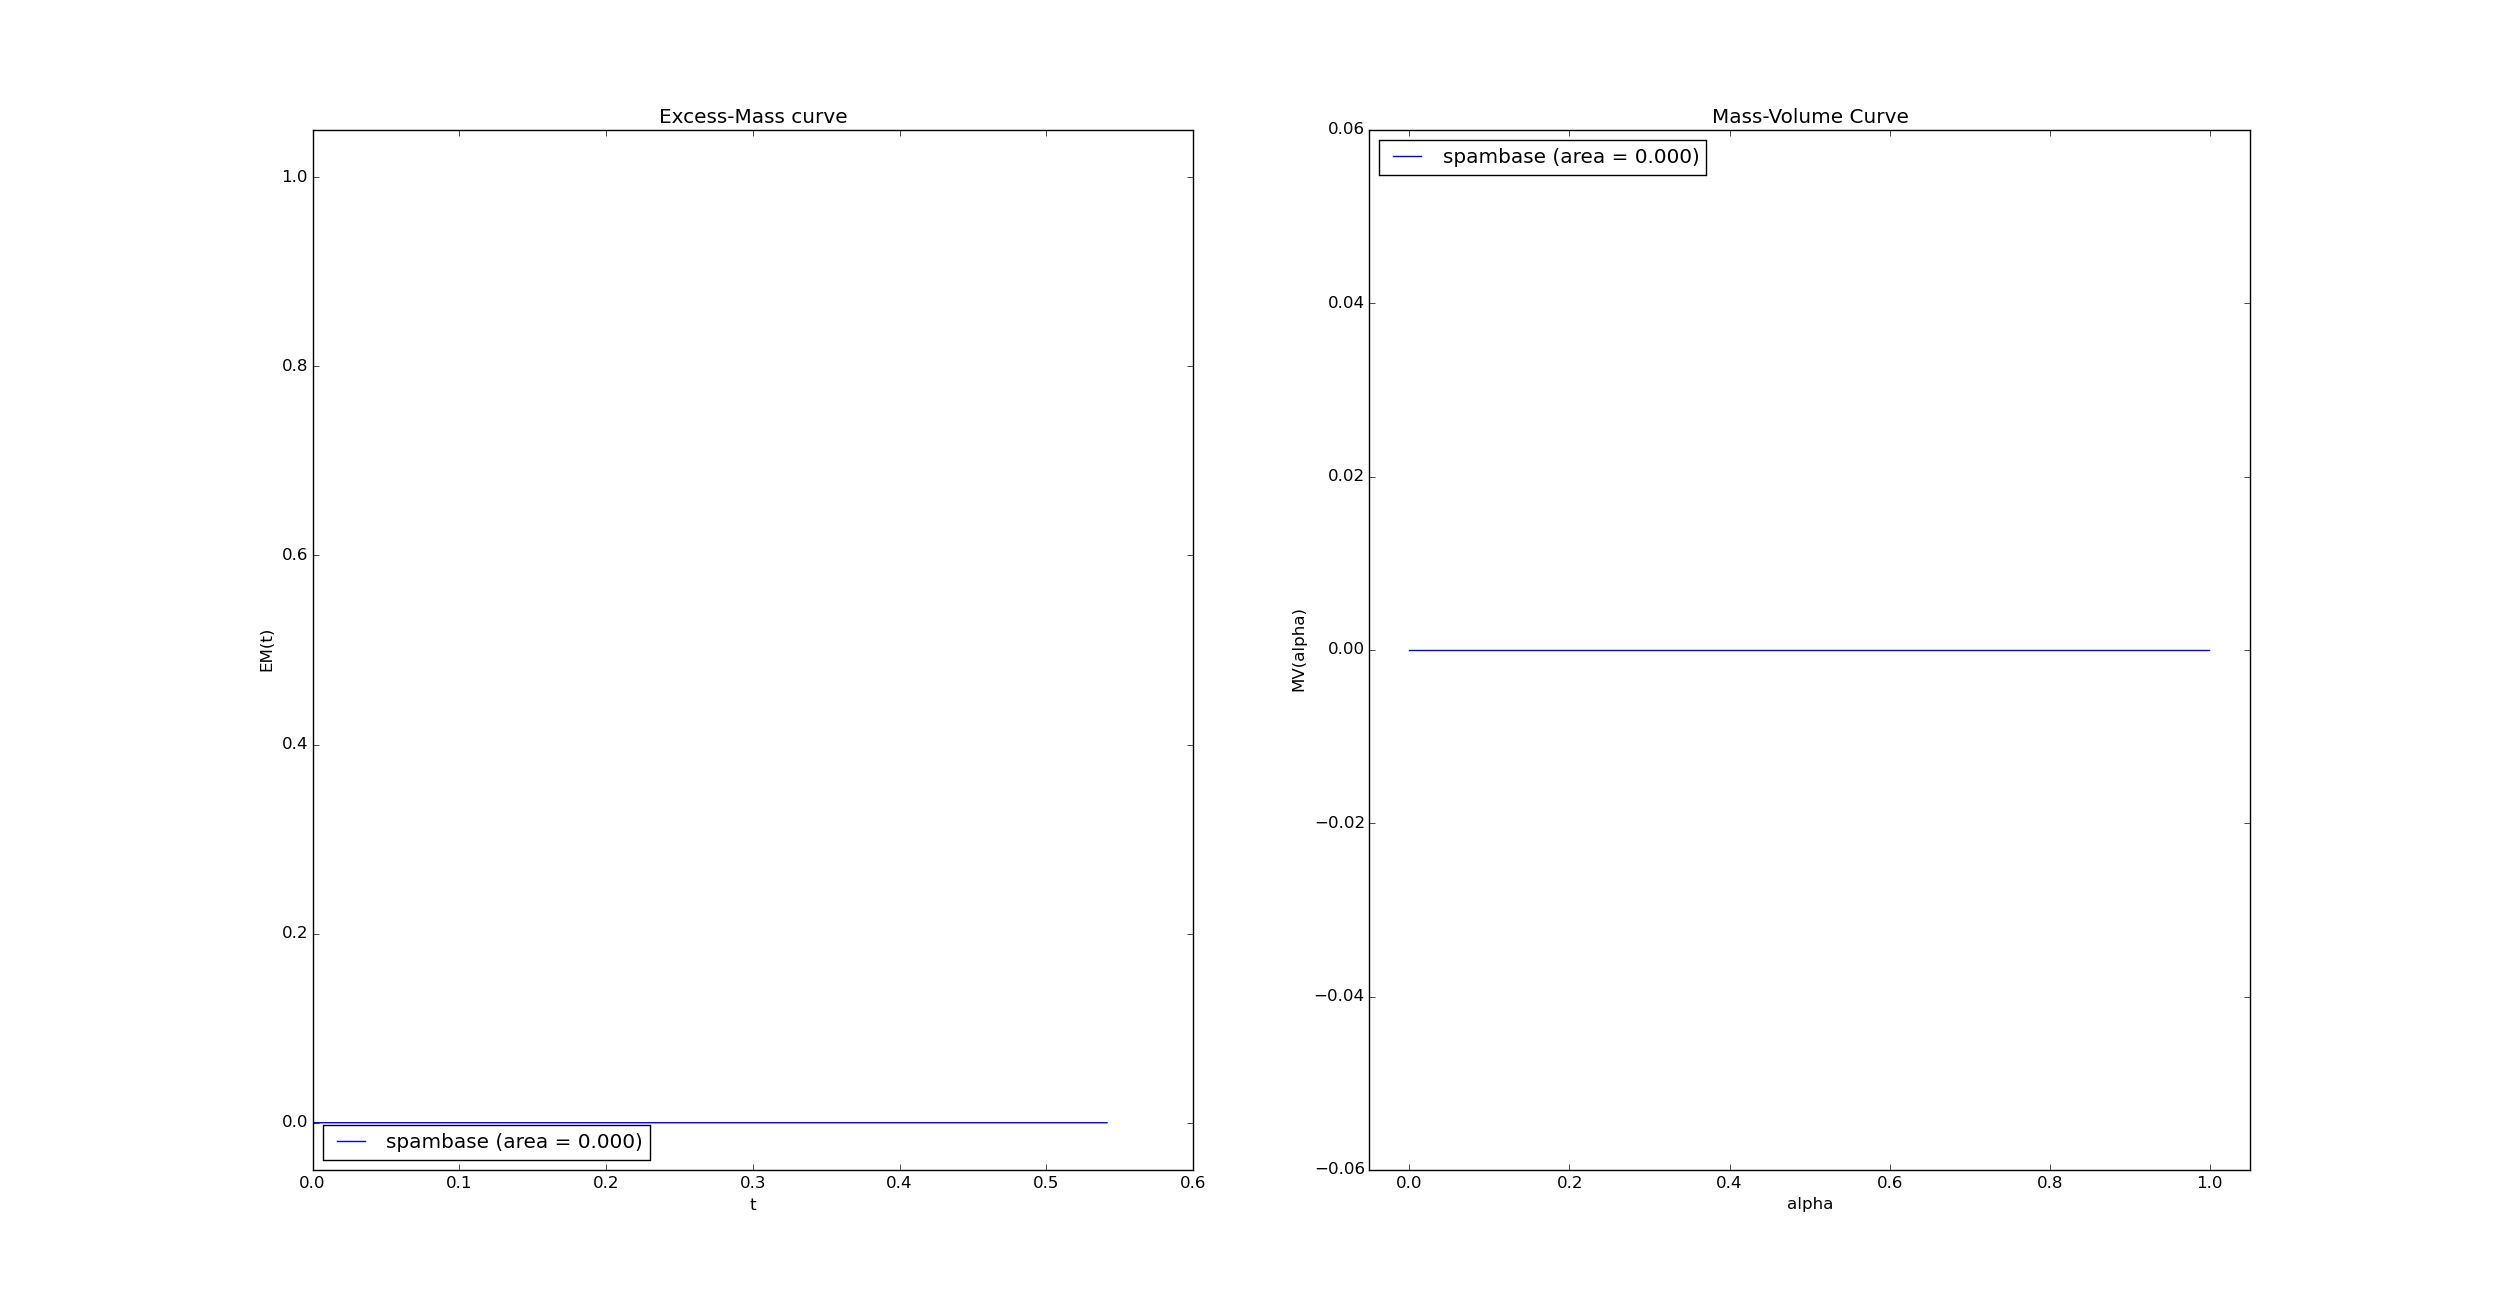 Excess-Mass curve
1.0
0.8
0.6
0.4
0.2
0.0
EM(t)
spambase (area = 0.000)
0.0 0.1 0.2 0.3 0.4 0.5 0.6
t
Mass-Volume Curve
0.06
0.04
0.02
0.00
−0.02
−0.04
−0.06
MV(alpha)
spambase (area = 0.000)
0.0 0.2 0.4 0.6 0.8 1.0
alpha